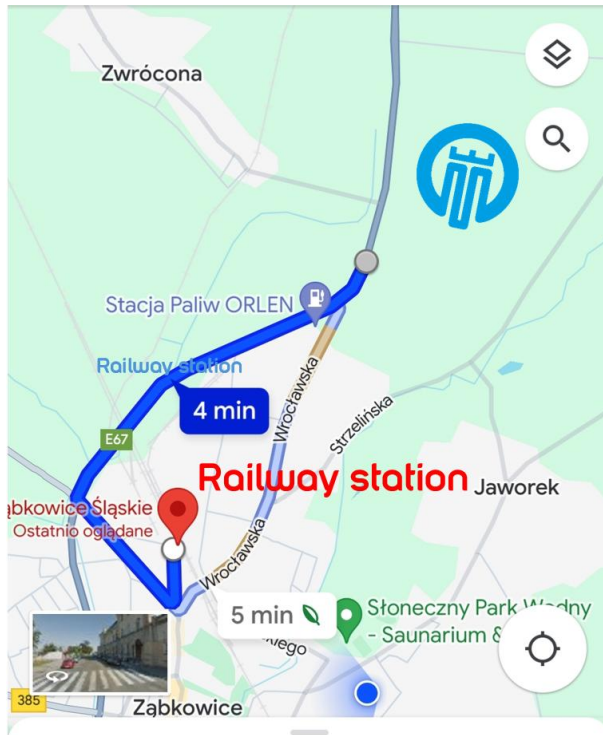 Zwrócona
Stacja Paliw ORLEN
Railway station
4 min
Wrocławska
Strzelińska
E67
Railway station
Jaworek
ąbkowice Śląskie
Ostatnio oglądane
Wrocławska
5 min
Słoneczny Park Wodny
- Saunarium &
kiego
385
Ząbkowice